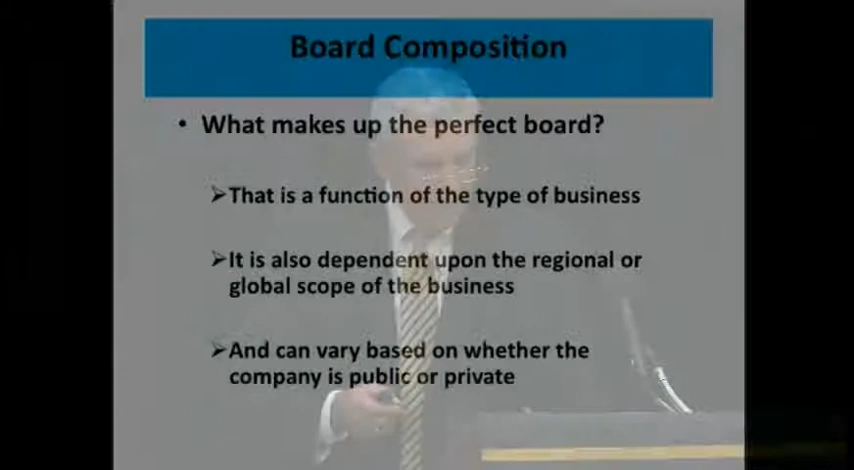 Board Composition
• What makes up the perfect board?
➢That is a function of the type of business
➢It is also dependent upon the regional or
global scope of the business
➢And can vary based on whether the
company is public or private